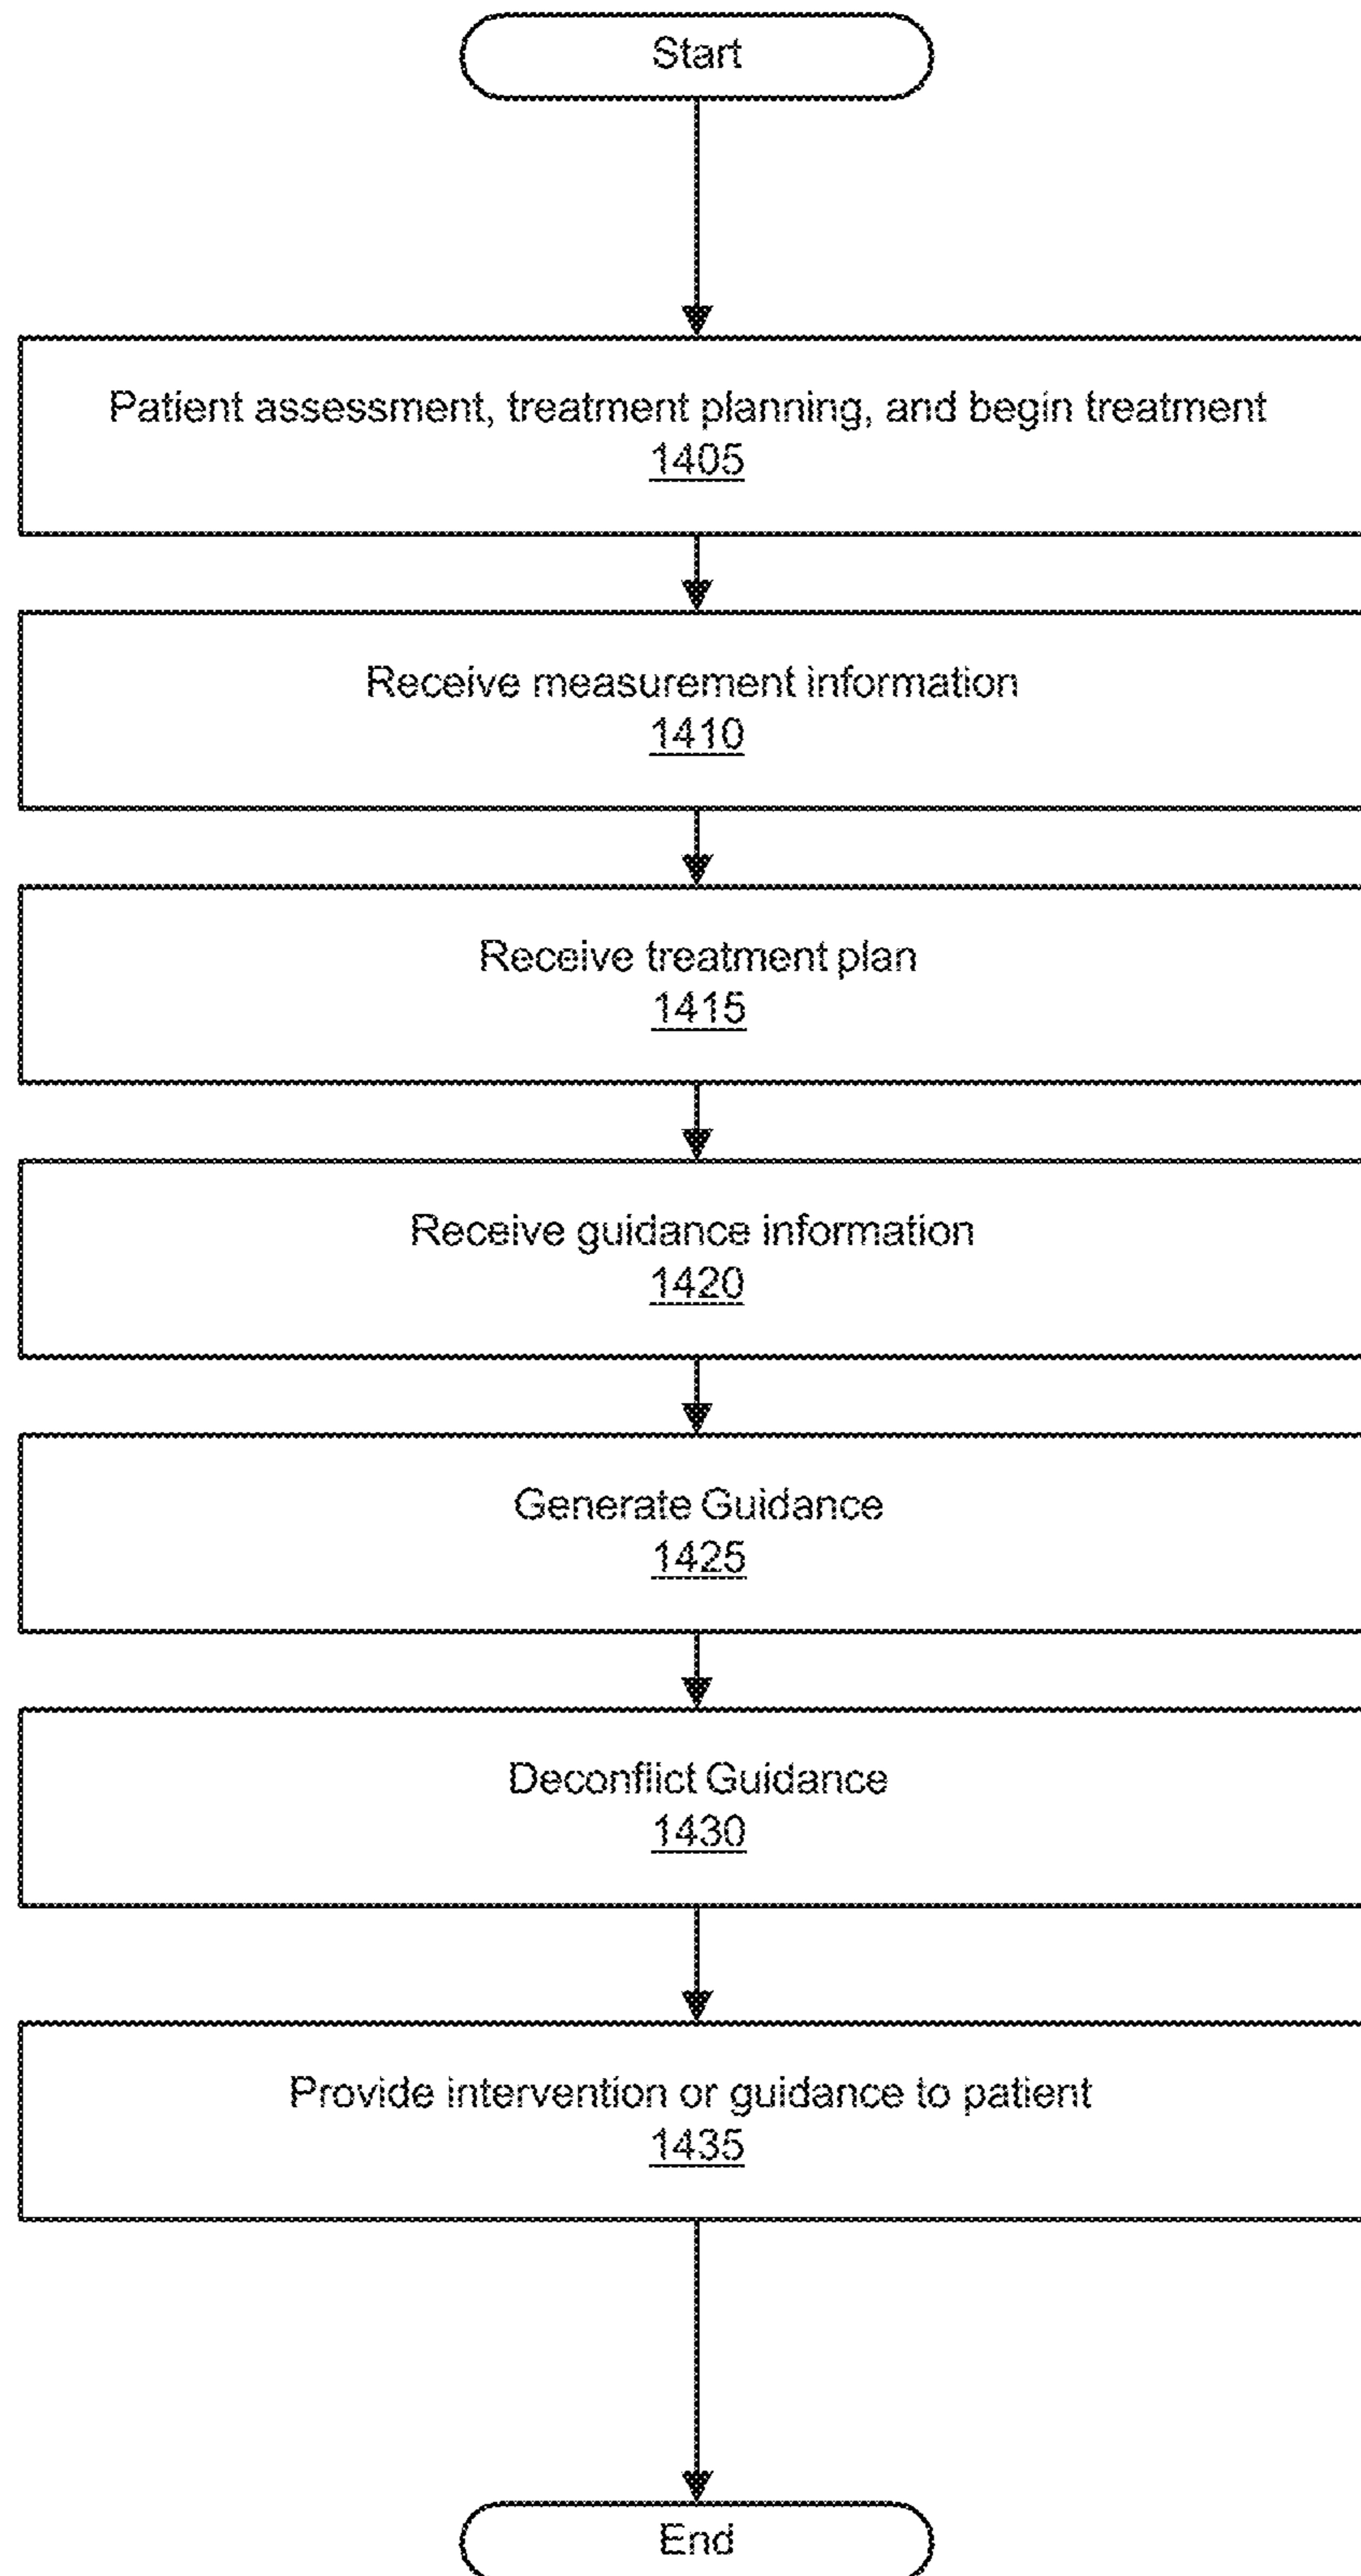 Start
Patient assessment, treatment planning, and begin treatment
1405
Receive measurement information
1410
Receive treatment plan
1415
Receive guidance information
1420
Generate Guidance
1425
Deconflict Guidance
1430
Provide intervention or guidance to patient
1435
End